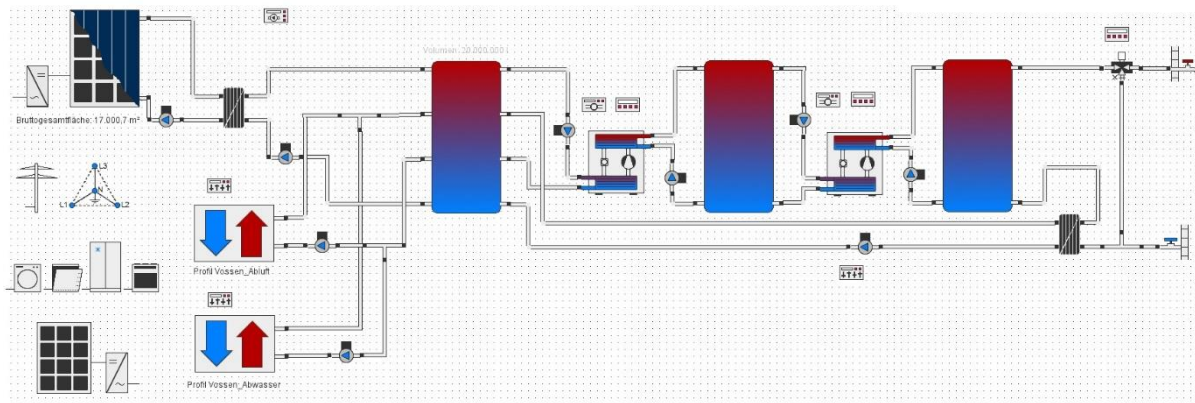 Volumen: 20.000.000 l
Bruttogesamtfläche: 17.000,7 m²
L3
N
L1
L2
Profil Vossen_Abluft
Profil Vossen_Abwasser